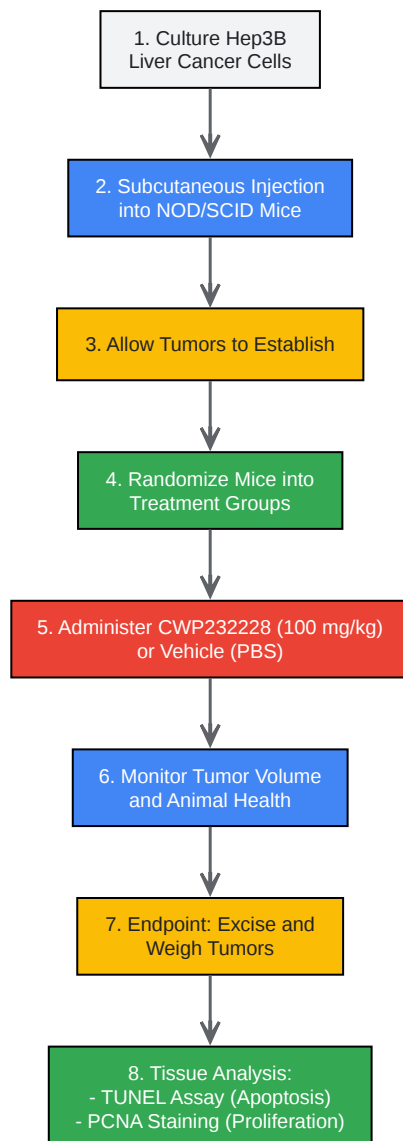 1. Culture Hep3B
Liver Cancer Cells
2. Subcutaneous Injection
into NOD/SCID Mice
3. Allow Tumors to Establish
4. Randomize Mice into
Treatment Groups
5. Administer CWP232228 (100 mg/kg)
or Vehicle (PBS)
6. Monitor Tumor Volume
and Animal Health
7. Endpoint: Excise and
Weigh Tumors
8. Tissue Analysis:
- TUNEL Assay (Apoptosis)
- PCNA Staining (Proliferation)